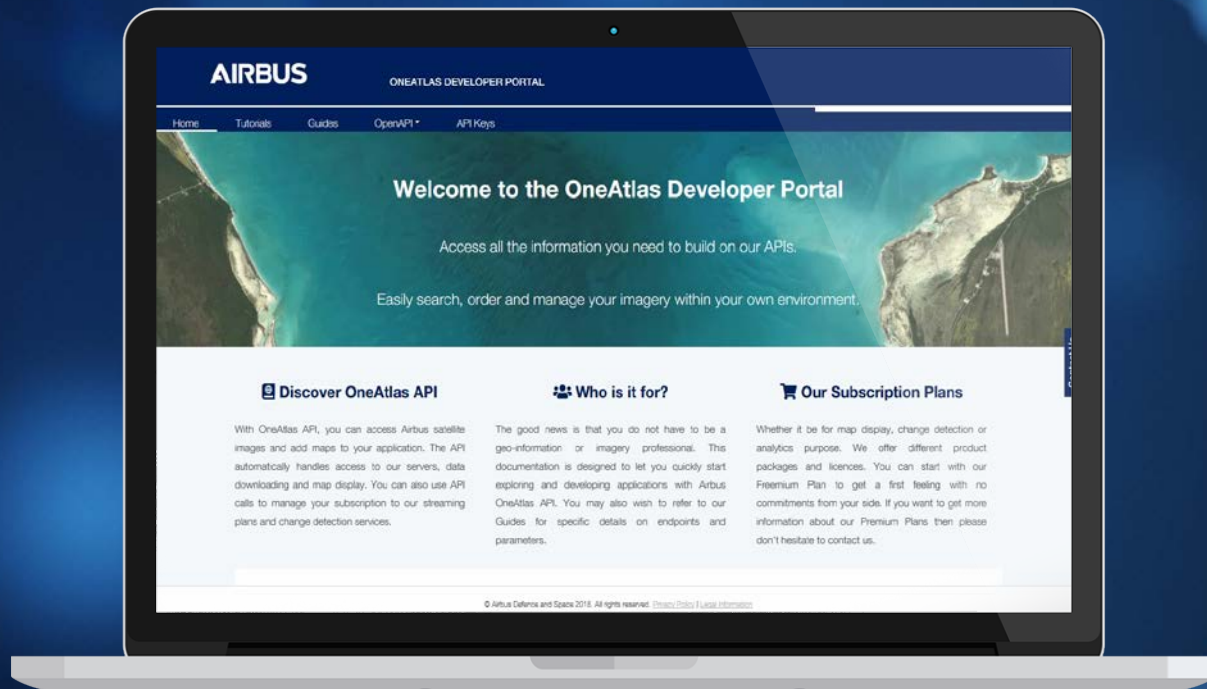 AIRBUS
ONEATLAS DEVELOPER PORTAL
Home Tutorials Guides OpenAPI API Keys
Welcome to the OneAtlas Developer Portal
Access all the information you need to build on our APIs.
Easily search, order and manage your imagery within your own environment.
Contact Us
Discover OneAtlas API
With OneAtlas API, you can access Airbus satellite
images and add maps to your application. The API
automatically handles access to our servers, data
downloading and map display. You can also use API
calls to manage your subscription to our streaming
plans and change detection services.
Who is it for?
The good news is that you do not have to be a
geo-information or imagery professional. This
documentation is designed to let you quickly start
exploring and developing applications with Airbus
OneAtlas API. You may also wish to refer to our
Guides for specific details on endpoints and
parameters.
Our Subscription Plans
Whether it be for map display, change detection or
analytics purpose. We offer different product
packages and licences. You can start with our
Freemium Plan to get a first feeling with no
commitments from your side. If you want to get more
information about our Premium Plans then please
don't hesitate to contact us.
© Airbus Defence and Space 2018. All rights reserved. Privacy Policy | Legal Information